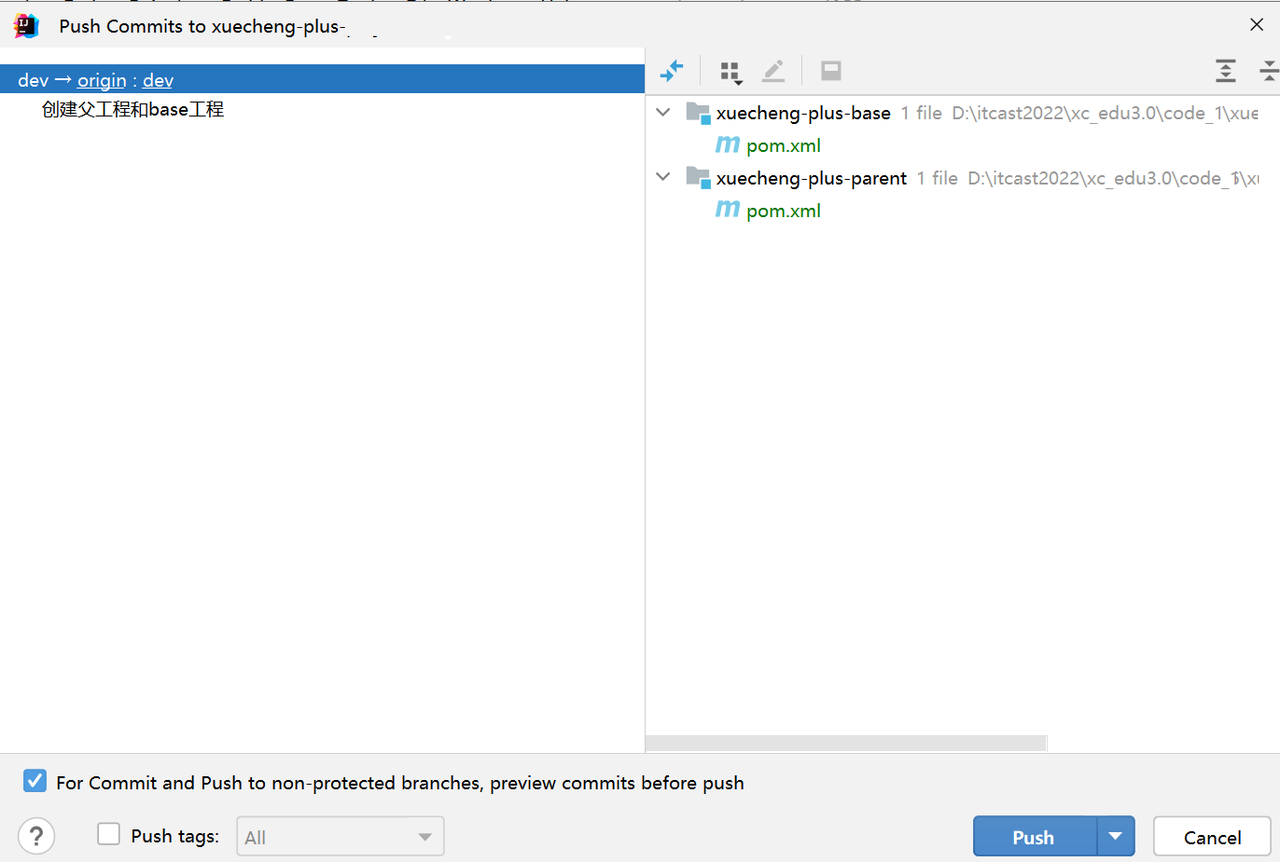 Push Commits to xuecheng-plus-
dev → origin : dev
创建父工程和base工程
xuecheng-plus-base 1 file D:\itcast2022\xc_edu3.0\code_1\xue
m pom.xml
xuecheng-plus-parent 1 file D:\itcast2022\xc_edu3.0\code_1\xu
m pom.xml
For Commit and Push to non-protected branches, preview commits before push
? Push tags: All
Push
Cancel